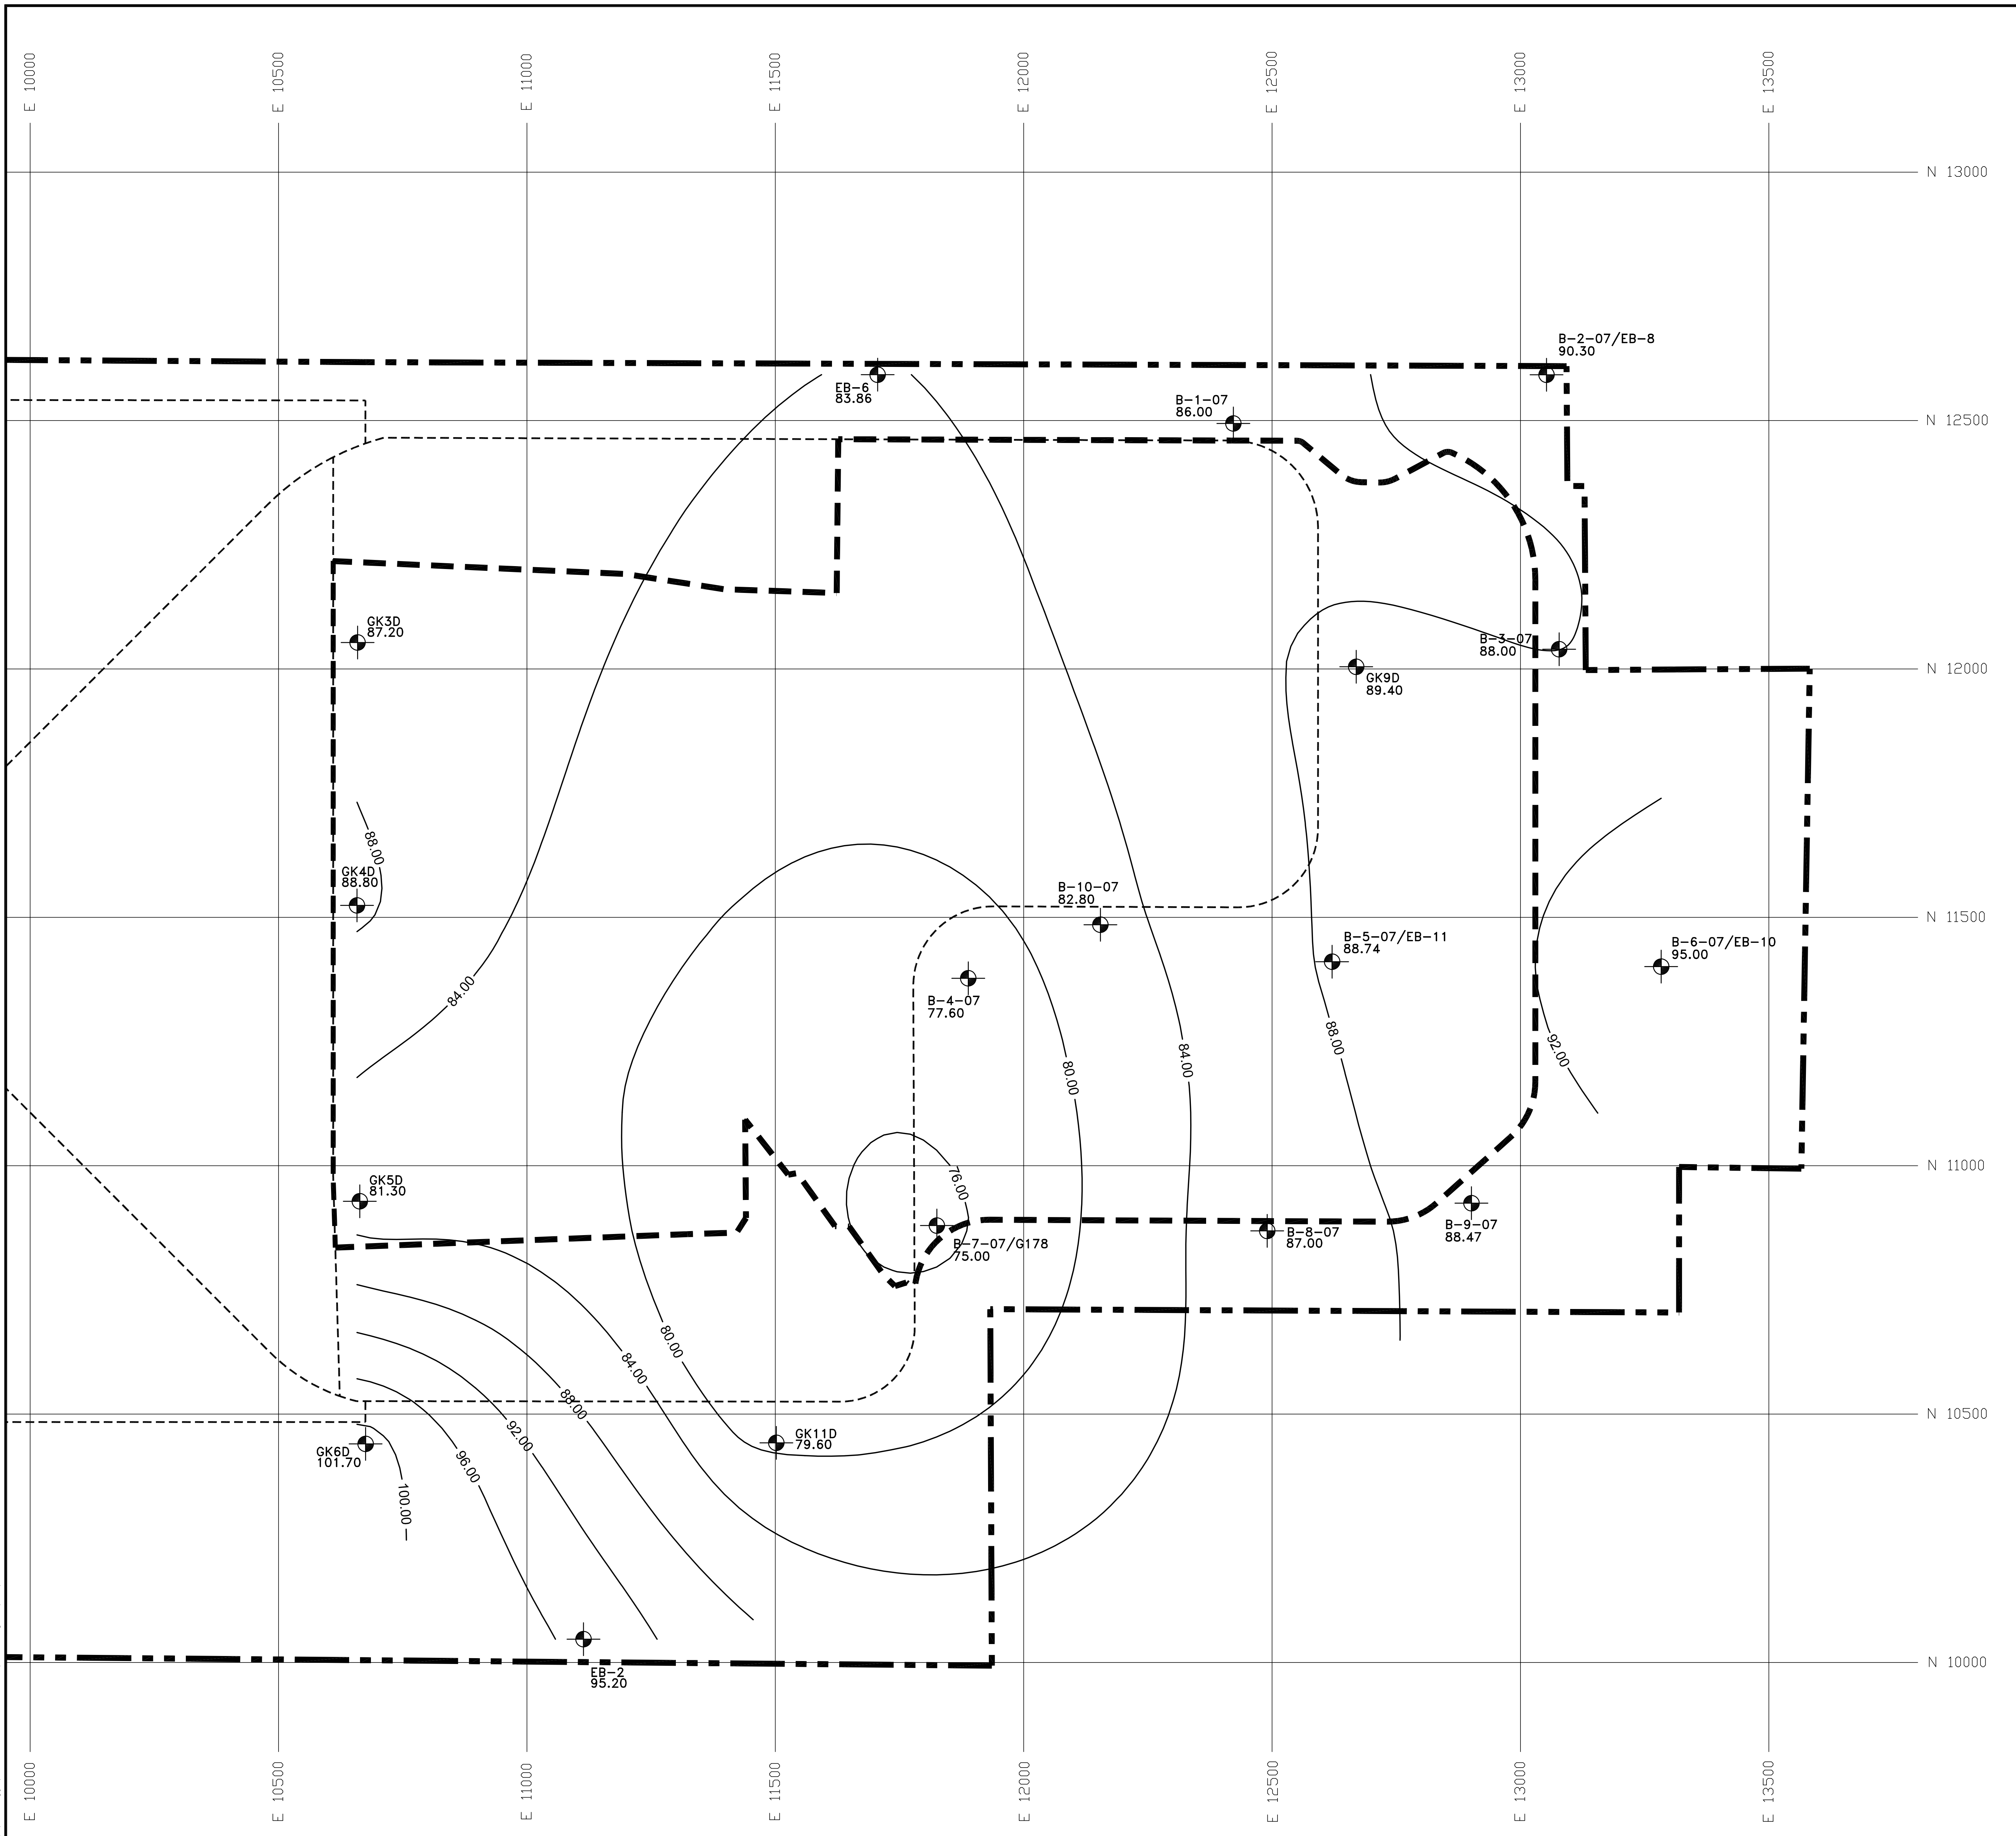 E 10000
E 10500
E 11000
E 11500
E 12000
E 12500
E 13000
E 13500
N 13000
B-2-07/EB-8
90.30
EB-6
83.86
B-1-07
86.00
N 12500
GK3D
87.20
B-3-07
88.00
GK9D
89.40
N 12000
88.00
GK4D
88.80
B-10-07
82.80
N 11500
B-5-07/EB-11
88.74
B-6-07/EB-10
95.00
84.00
B-4-07
77.60
88.00
92.00
84.00
80.00
N 11000
76.00
GK5D
81.30
B-7-07/G178
75.00
B-8-07
87.00
B-9-07
88.47
80.00
84.00
88.00
92.00
96.00
100.00
N 10500
GK11D
79.60
GK6D
101.70
N 10000
EB-2
95.20
E 10000
E 10500
E 11000
E 11500
E 12000
E 12500
E 13000
E 13500